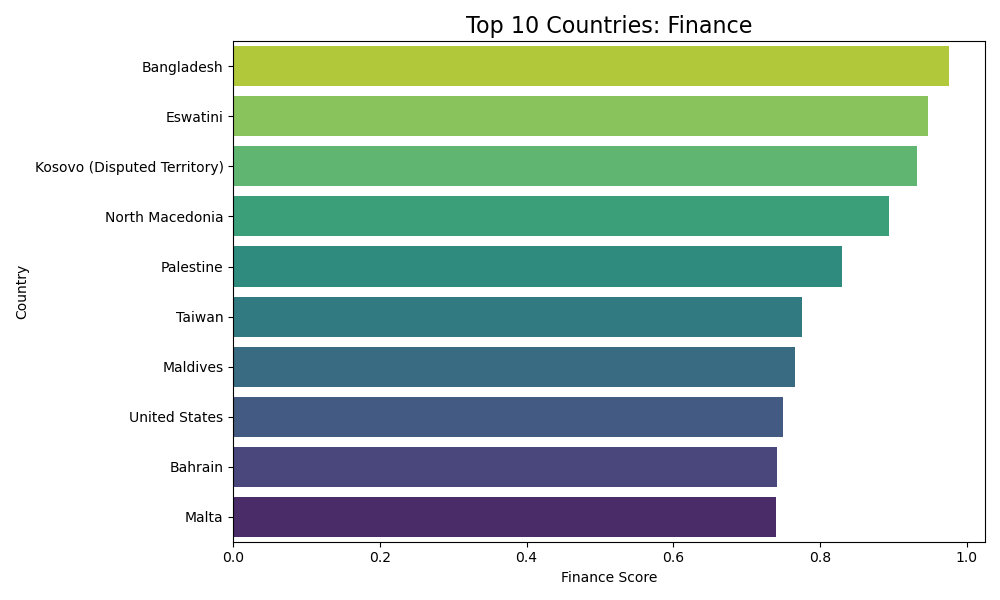 Top 10 Countries: Finance
Country
Bangladesh
Eswatini
Kosovo (Disputed Territory)
North Macedonia
Palestine
Taiwan
Maldives
United States
Bahrain
Malta
0.0 0.2 0.4 0.6 0.8 1.0
Finance Score